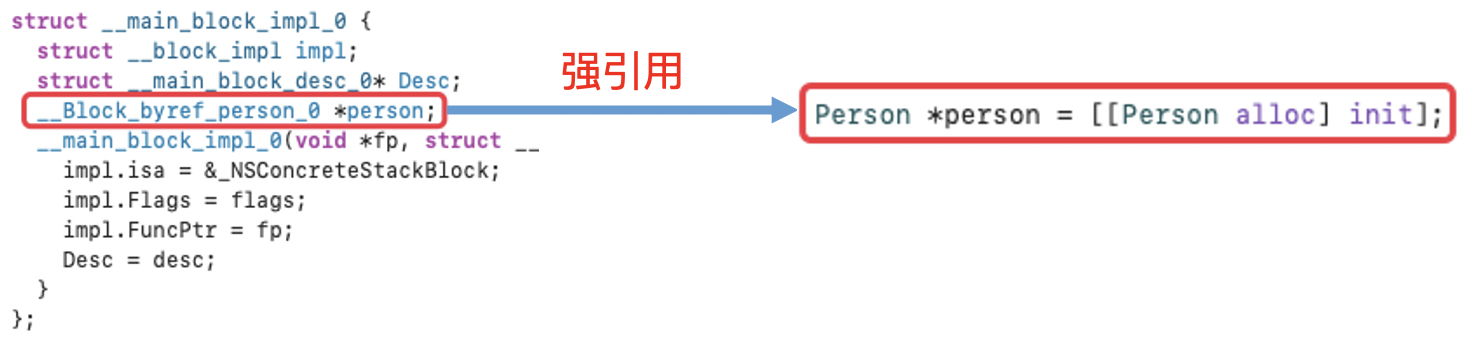 struct __main_block_impl_0 {
  struct __block_impl impl;
  struct __main_block_desc_0* Desc;
  __Block_byref_person_0 *person;
  __main_block_impl_0(void *fp, struct __
    impl.isa = &_NSConcreteStackBlock;
    impl.Flags = flags;
    impl.FuncPtr = fp;
    Desc = desc;
  }
};
强引用
Person *person = [[Person alloc] init];